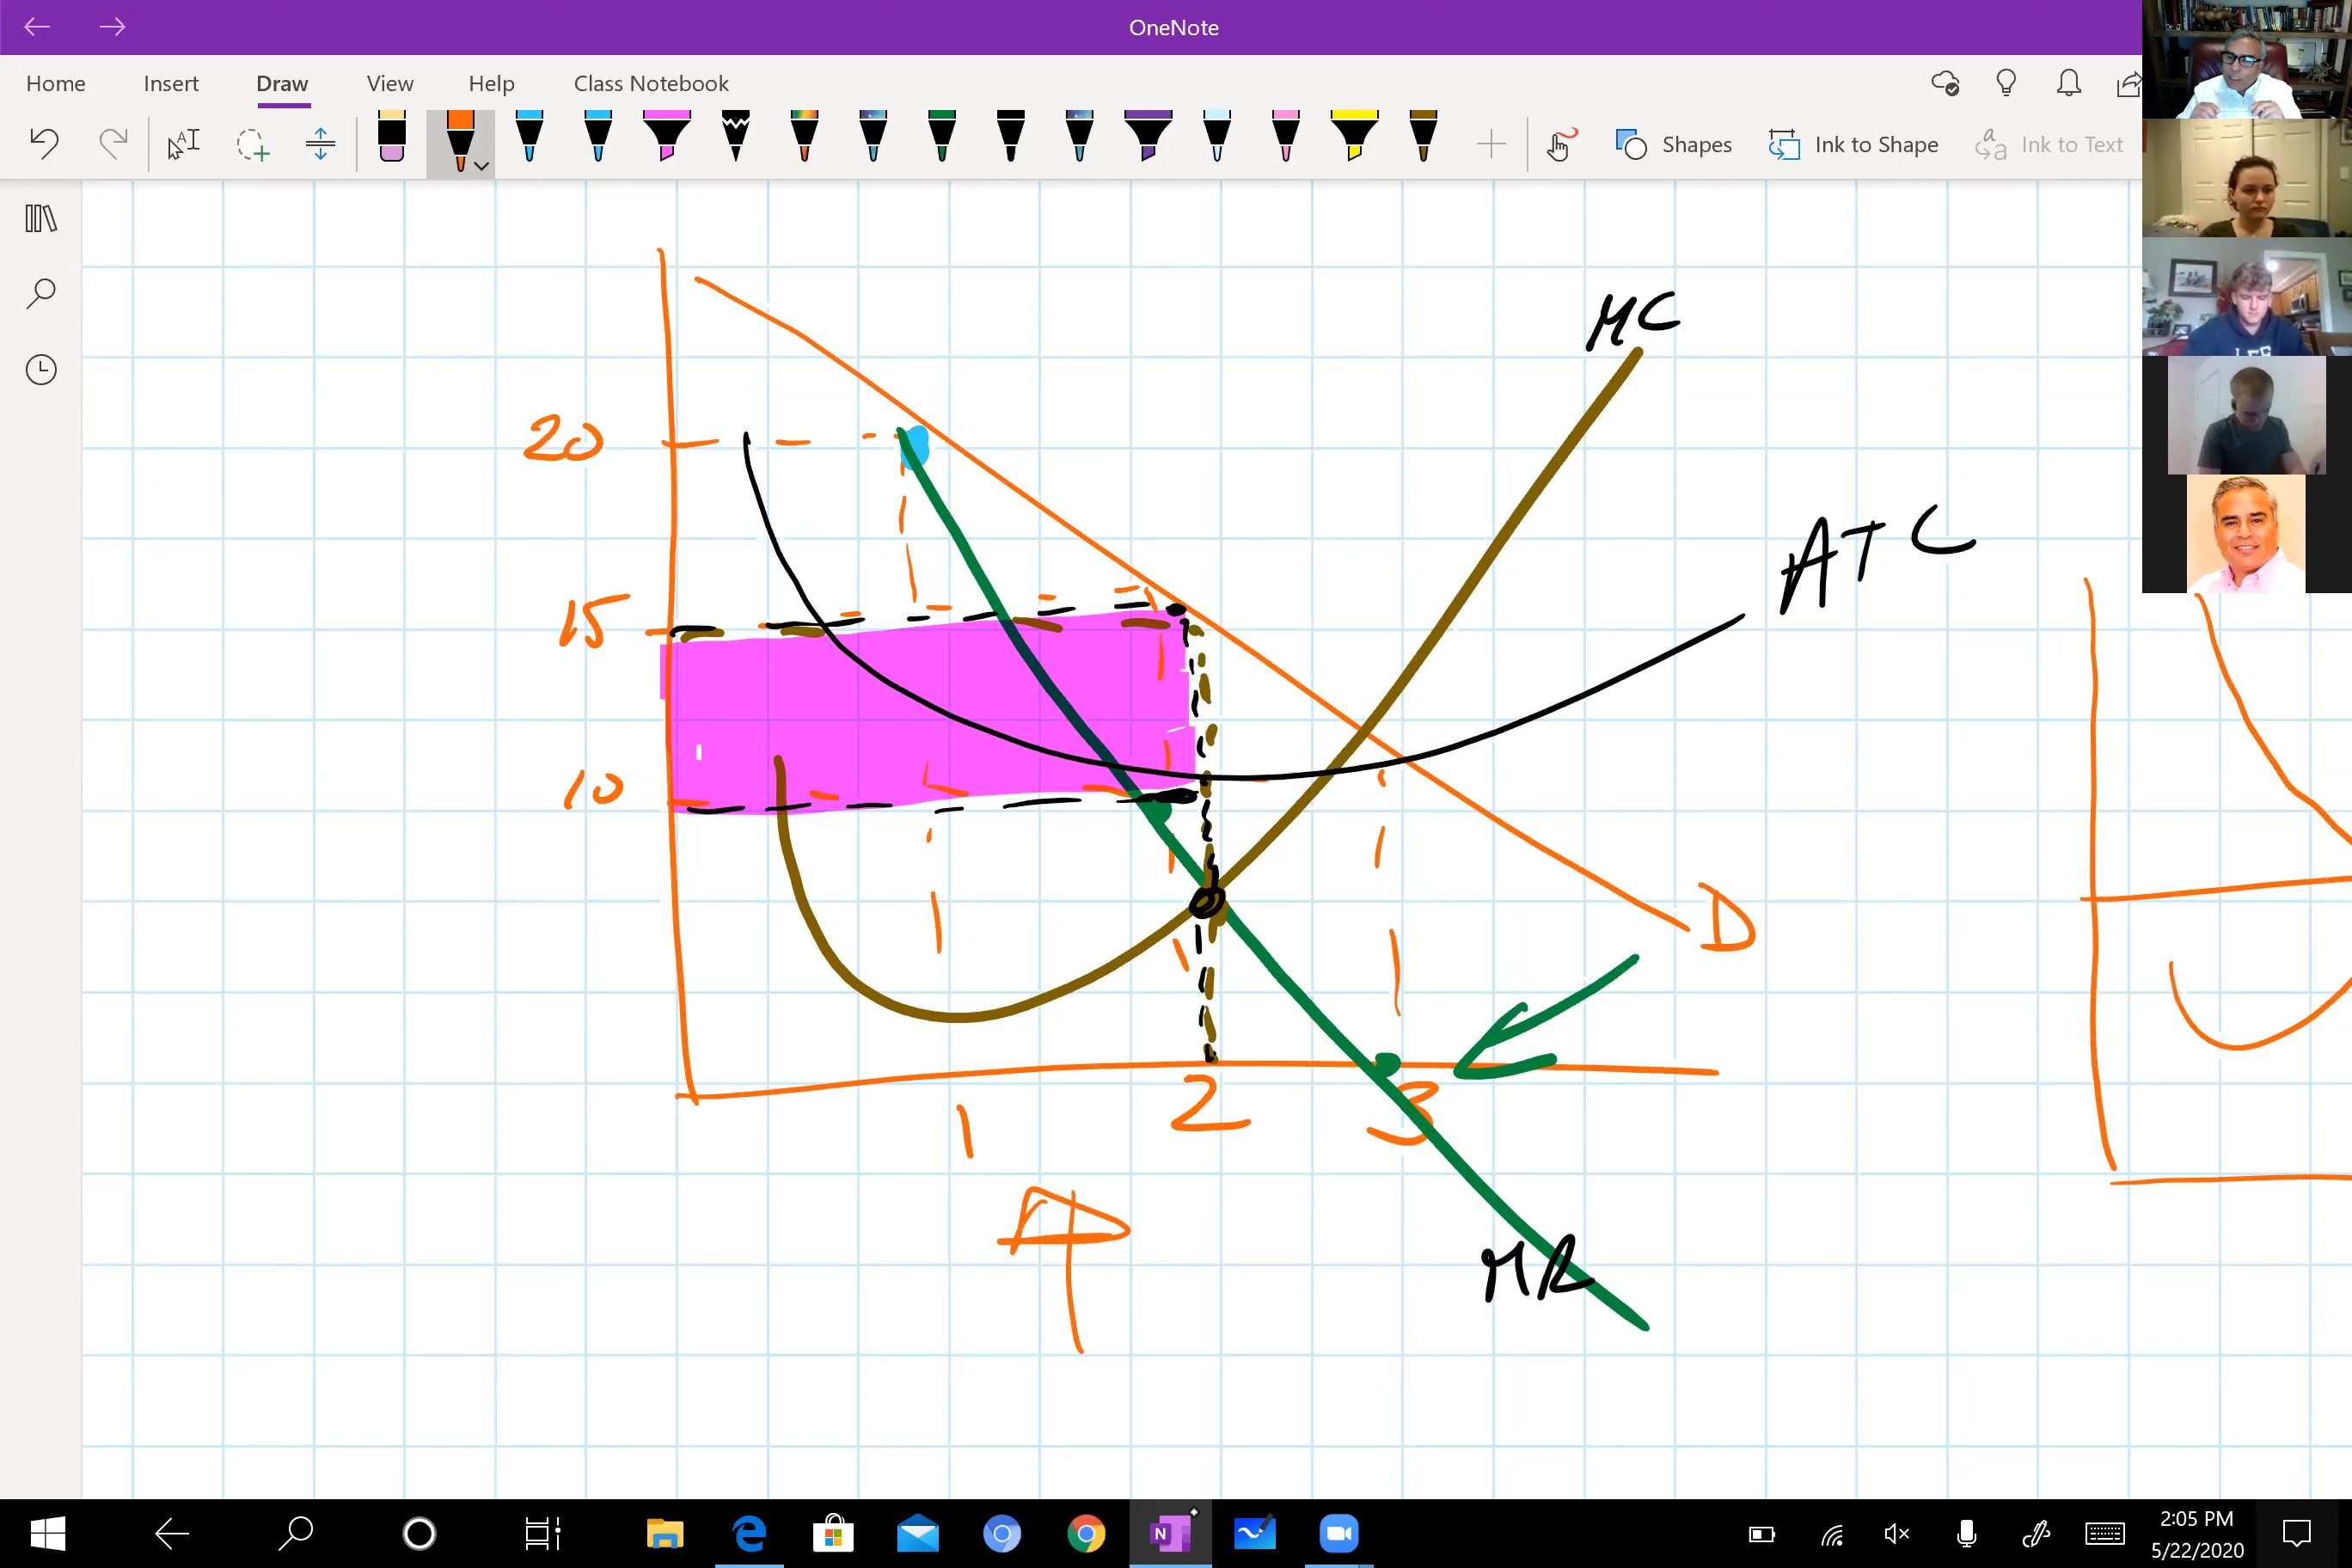 OneNote
Home Insert Draw View Help Class Notebook
Shapes Ink to Shape Ink to Text
MC
20
ATC
15
10
D
1 2 3
MR
2:05 PM
5/22/2020